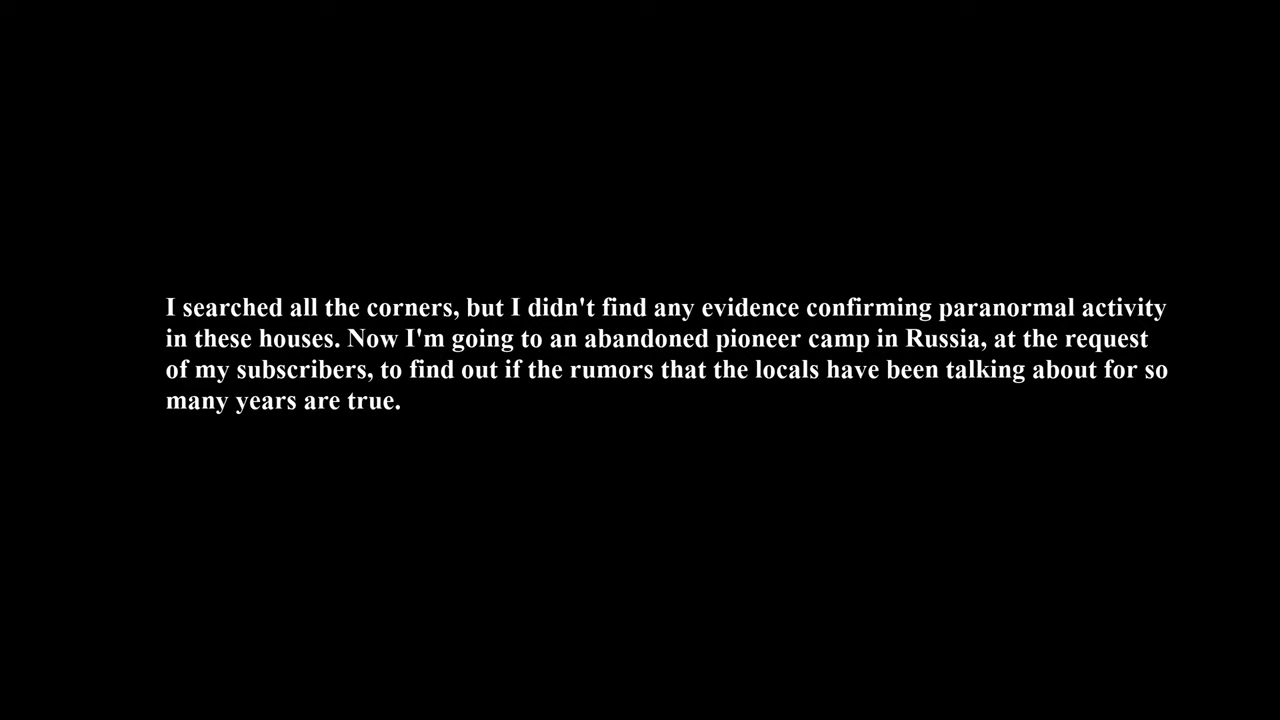 I searched all the corners, but I didn't find any evidence confirming paranormal activity
in these houses. Now I'm going to an abandoned pioneer camp in Russia, at the request
of my subscribers, to find out if the rumors that the locals have been talking about for so
many years are true.